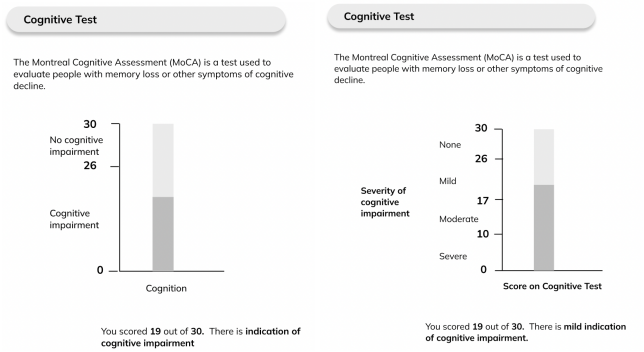 Cognitive Test
The Montreal Cognitive Assessment (MoCA) is a test used to
evaluate people with memory loss or other symptoms of cognitive
decline.
30
No cognitive
impairment
26
Cognitive
impairment
0
Cognition
You scored 19 out of 30. There is indication of
cognitive impairment
Cognitive Test
The Montreal Cognitive Assessment (MoCA) is a test used to
evaluate people with memory loss or other symptoms of cognitive
decline.
30
None
26
Mild
Severity of
cognitive
impairment
17
Moderate
10
Severe
0
Score on Cognitive Test
You scored 19 out of 30. There is mild indication
of cognitive impairment.